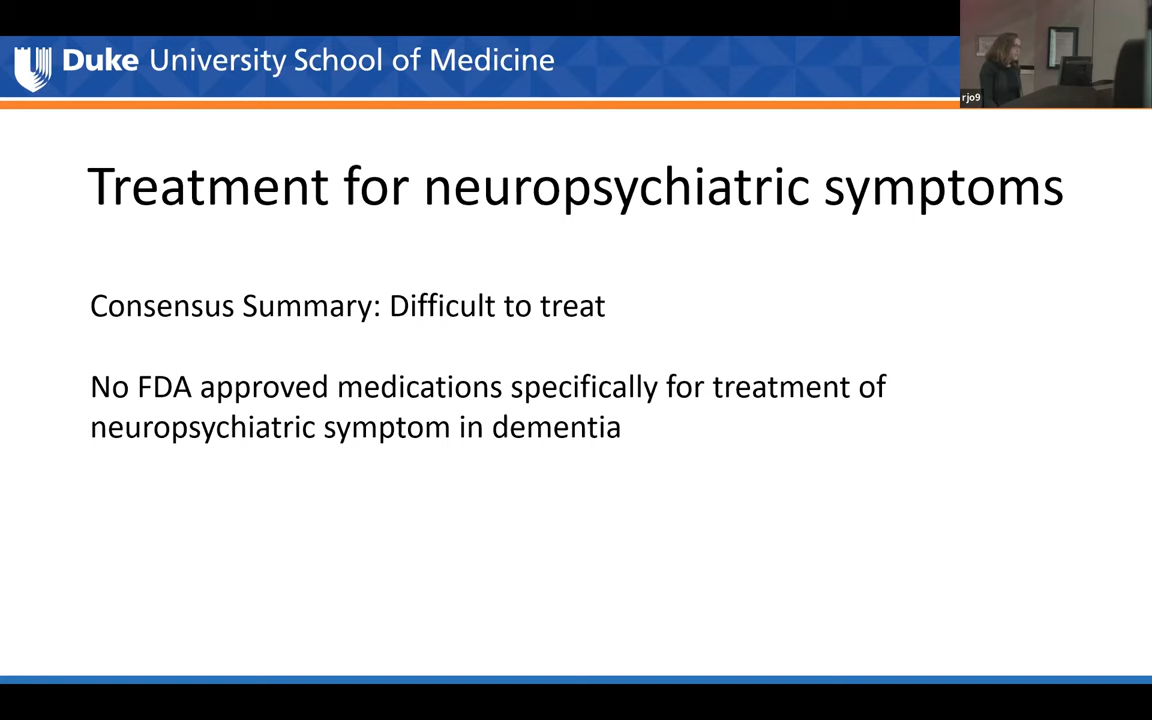 Duke University School of Medicine
rjo9
Treatment for neuropsychiatric symptoms
Consensus Summary: Difficult to treat
No FDA approved medications specifically for treatment of
neuropsychiatric symptom in dementia